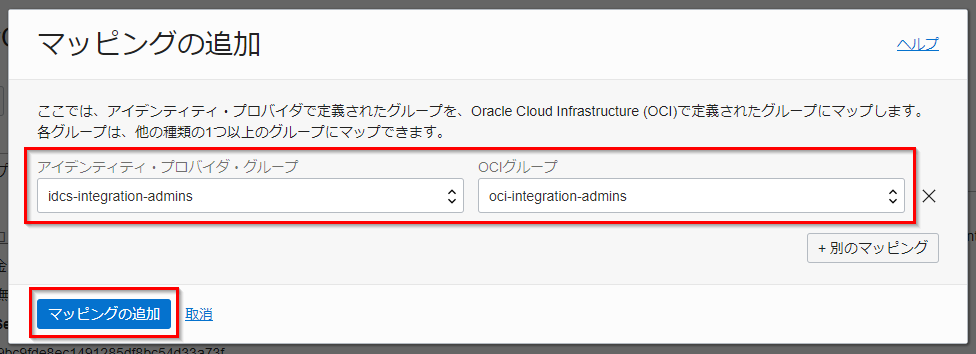 マッピングの追加
ヘルプ
ここでは、アイデンティティ・プロバイダで定義されたグループを、Oracle Cloud Infrastructure (OCI)で定義されたグループにマップします。
各グループは、他の種類の1つ以上のグループにマップできます。
アイデンティティ・プロバイダ・グループ
OCIグループ
idcs-integration-admins
oci-integration-admins
+ 別のマッピング
マッピングの追加
取消